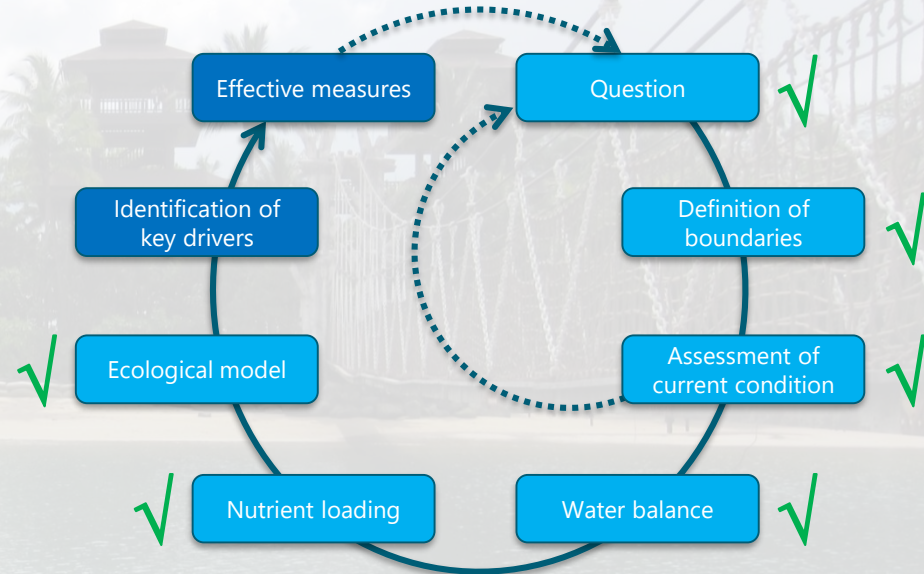 Effective measures
Question
Identification of
key drivers
Definition of
boundaries
Ecological model
Assessment of
current condition
Nutrient loading
Water balance